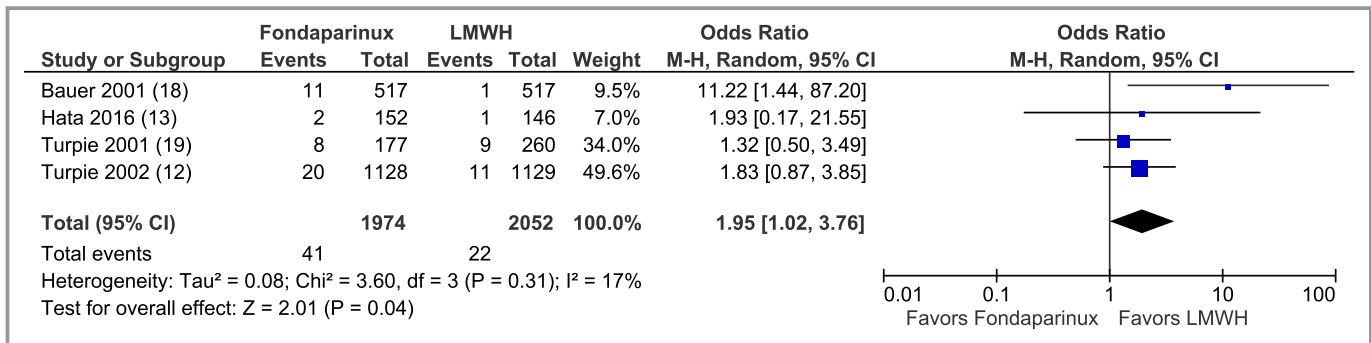 Fondaparinux LMWH Odds Ratio Odds Ratio
Study or Subgroup Events Total Events Total Weight M-H, Random, 95% CI M-H, Random, 95% CI
Bauer 2001 (18) 11 517 1 517 9.5% 11.22 [1.44, 87.20]
Hata 2016 (13) 2 152 1 146 7.0% 1.93 [0.17, 21.55]
Turpie 2001 (19) 8 177 9 260 34.0% 1.32 [0.50, 3.49]
Turpie 2002 (12) 20 1128 11 1129 49.6% 1.83 [0.87, 3.85]
Total (95% CI) 1974 2052 100.0% 1.95 [1.02, 3.76]
Total events 41 22
Heterogeneity: Tau² = 0.08; Chi² = 3.60, df = 3 (P = 0.31); I² = 17%
Test for overall effect: Z = 2.01 (P = 0.04)
0.01 0.1 1 10 100
Favors Fondaparinux Favors LMWH